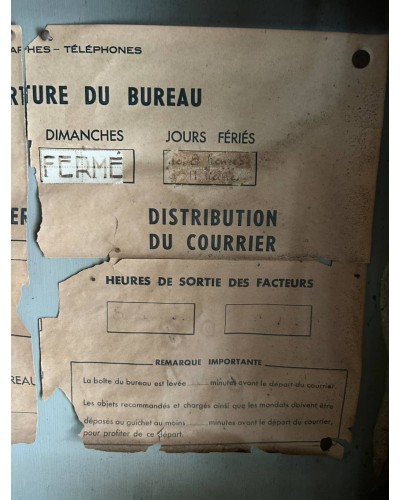 APHES – TÉLÉPHONES
RTURE DU BUREAU
DIMANCHES JOURS FÉRIÉS
FERMÉ
8 heures
DISTRIBUTION
DU COURRIER
ER
HEURES DE SORTIE DES FACTEURS
REMARQUE IMPORTANTE
La boîte du bureau est levée ........ minutes avant le départ du courrier
Les objets recommandés et chargés ainsi que les mandats doivent être
déposés au guichet au moins ........ minutes avant le départ du courrier
pour profiter de ce départ.
REAU